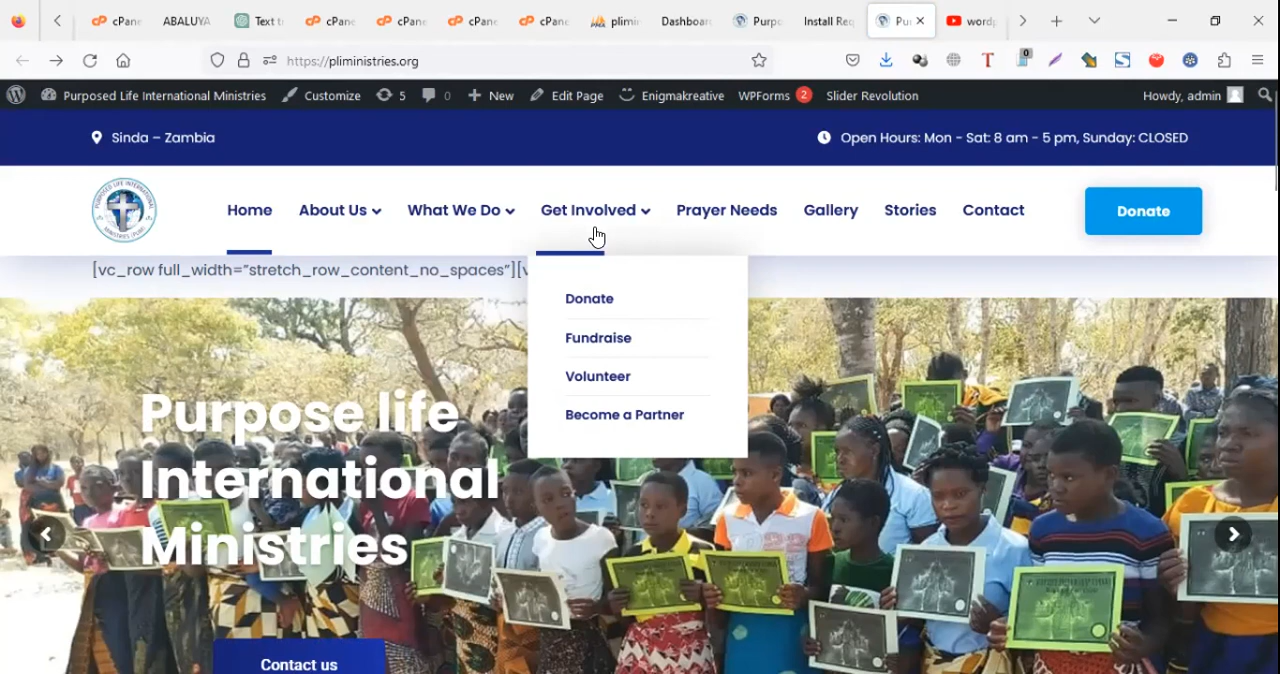 cPane
ABALUYA
Text t
cPane
cPane
cPane
cPane
plimin
Dashboar
Purpo
Install Req
Pu
wordp
https://pliministries.org
0
Purposed Life International Ministries
Customize
5
0
New
Edit Page
Enigmakreative
WPForms 2
Slider Revolution
Howdy, admin
Sinda – Zambia
Open Hours: Mon - Sat: 8 am - 5 pm, Sunday: CLOSED
Home
About Us
What We Do
Get Involved
Prayer Needs
Gallery
Stories
Contact
Donate
[vc_row full_width="stretch_row_content_no_spaces"][v
Donate
Fundraise
Volunteer
Become a Partner
Purpose life
International
Ministries
Contact us